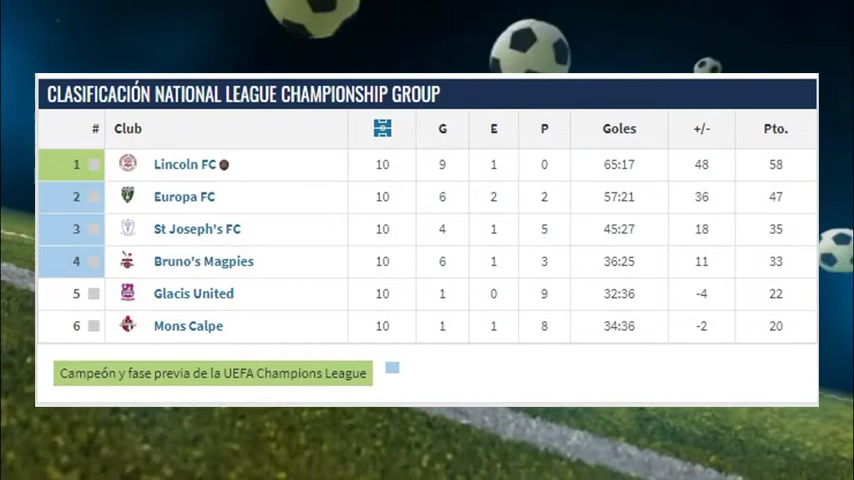 CLASIFICACIÓN NATIONAL LEAGUE CHAMPIONSHIP GROUP
# Club G E P Goles +/- Pto.
1 Lincoln FC 10 9 1 0 65:17 48 58
2 Europa FC 10 6 2 2 57:21 36 47
3 St Joseph's FC 10 4 1 5 45:27 18 35
4 Bruno's Magpies 10 6 1 3 36:25 11 33
5 Glacis United 10 1 0 9 32:36 -4 22
6 Mons Calpe 10 1 1 8 34:36 -2 20
Campeón y fase previa de la UEFA Champions League